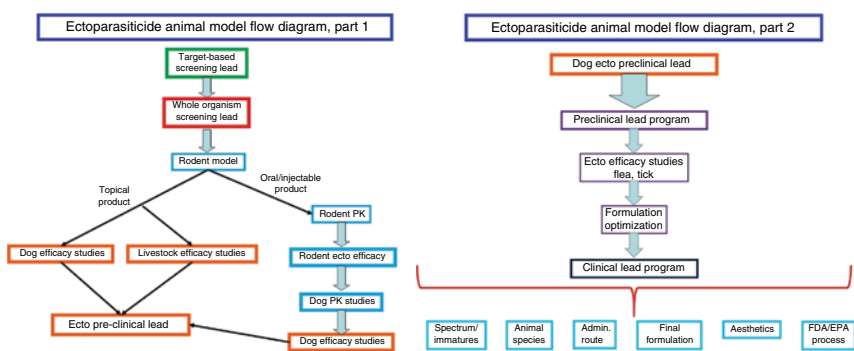 Ectoparasiticide animal model flow diagram, part 1
Target-based
screening lead
Whole organism
screening lead
Rodent model
Topical
product
Oral/injectable
product
Rodent PK
Dog efficacy studies
Livestock efficacy studies
Rodent ecto efficacy
Dog PK studies
Ecto pre-clinical lead
Dog efficacy studies
Ectoparasiticide animal model flow diagram, part 2
Dog ecto preclinical lead
Preclinical lead program
Ecto efficacy studies
flea, tick
Formulation
optimization
Clinical lead program
Spectrum/
immatures
Animal
species
Admin.
route
Final
formulation
Aesthetics
FDA/EPA
process